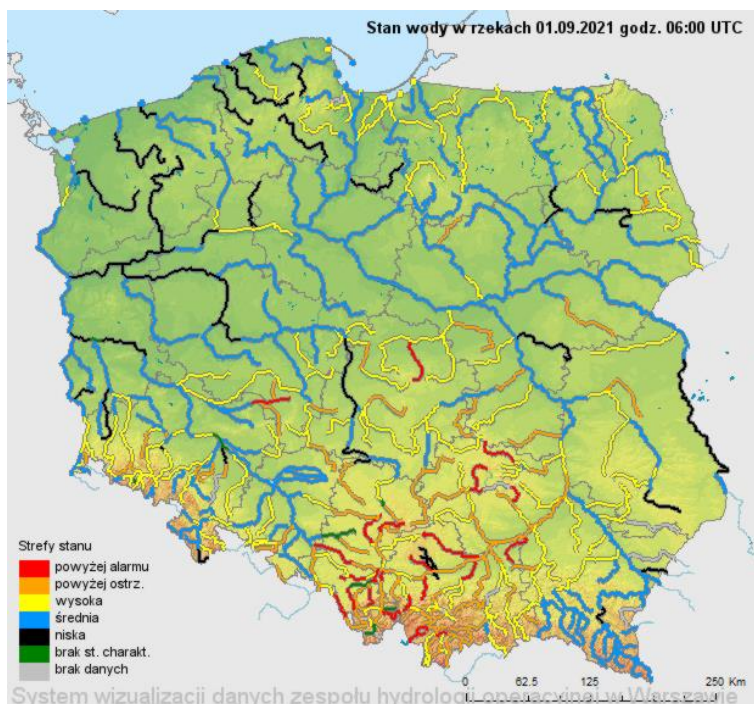 Stan wody w rzekach 01.09.2021 godz. 06:00 UTC
Strefy stanu
powyżej alarmu
powyżej ostrz.
wysoka
średnia
niska
brak st. charakt.
brak danych
0 62.5 125 250 Km
System wizualizacji danych zespołu hydrologii operacyjnej w Warszawie